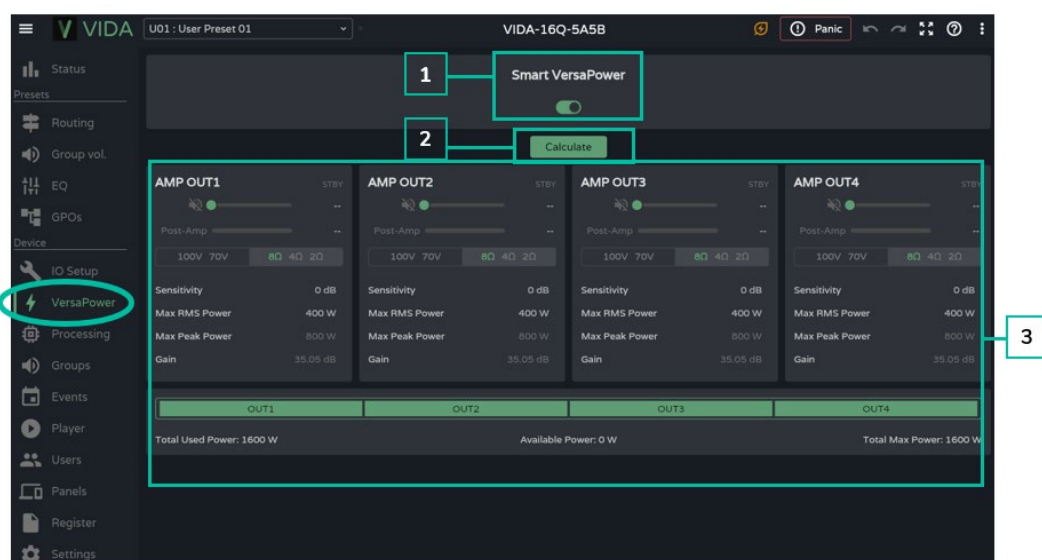 VIDA U01 : User Preset 01 VIDA-16Q-5A5B Panic
Status
Presets
Routing
Group vol.
EQ
GPOs
Device
IO Setup
VersaPower
Processing
Groups
Events
Player
Users
Panels
Register
Settings
1
Smart VersaPower
2
Calculate
AMP OUT1 STBY
--
Post-Amp --
100V 70V 8Ω 4Ω 2Ω
Sensitivity 0 dB
Max RMS Power 400 W
Max Peak Power 800 W
Gain 35.05 dB
AMP OUT2 STBY
--
Post-Amp --
100V 70V 8Ω 4Ω 2Ω
Sensitivity 0 dB
Max RMS Power 400 W
Max Peak Power 800 W
Gain 35.05 dB
AMP OUT3 STBY
--
Post-Amp --
100V 70V 8Ω 4Ω 2Ω
Sensitivity 0 dB
Max RMS Power 400 W
Max Peak Power 800 W
Gain 35.05 dB
AMP OUT4 STBY
--
Post-Amp --
100V 70V 8Ω 4Ω 2Ω
Sensitivity 0 dB
Max RMS Power 400 W
Max Peak Power 800 W
Gain 35.05 dB
3
OUT1 OUT2 OUT3 OUT4
Total Used Power: 1600 W Available Power: 0 W Total Max Power: 1600 W